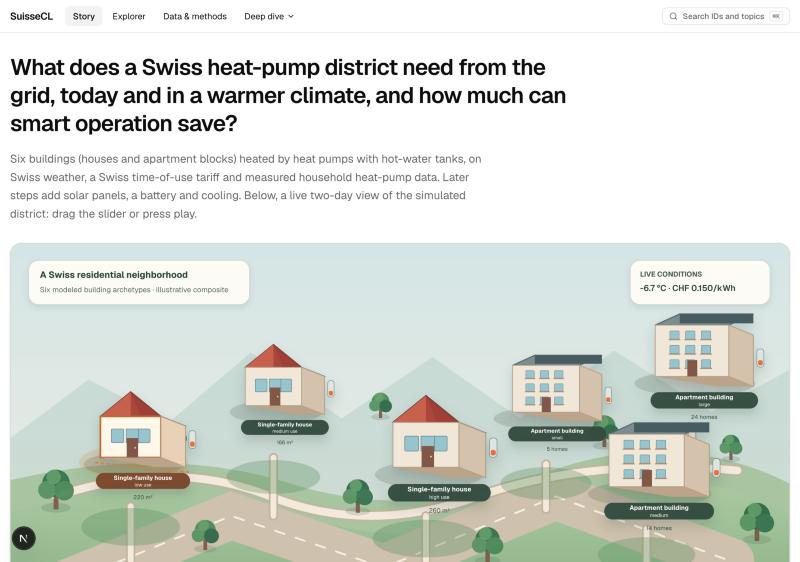 SuisseCL
Story
Explorer
Data & methods
Deep dive
Search IDs and topics
⌘K
What does a Swiss heat-pump district need from the
grid, today and in a warmer climate, and how much can
smart operation save?
Six buildings (houses and apartment blocks) heated by heat pumps with hot-water tanks, on
Swiss weather, a Swiss time-of-use tariff and measured household heat-pump data. Later
steps add solar panels, a battery and cooling. Below, a live two-day view of the simulated
district: drag the slider or press play.
A Swiss residential neighborhood
Six modeled building archetypes · illustrative composite
LIVE CONDITIONS
-6.7 °C · CHF 0.150/kWh
Apartment building
large
24 homes
Single-family house
medium use
166 m²
Apartment building
small
5 homes
Single-family house
low use
220 m²
Single-family house
high use
260 m²
Apartment building
medium
14 homes
N